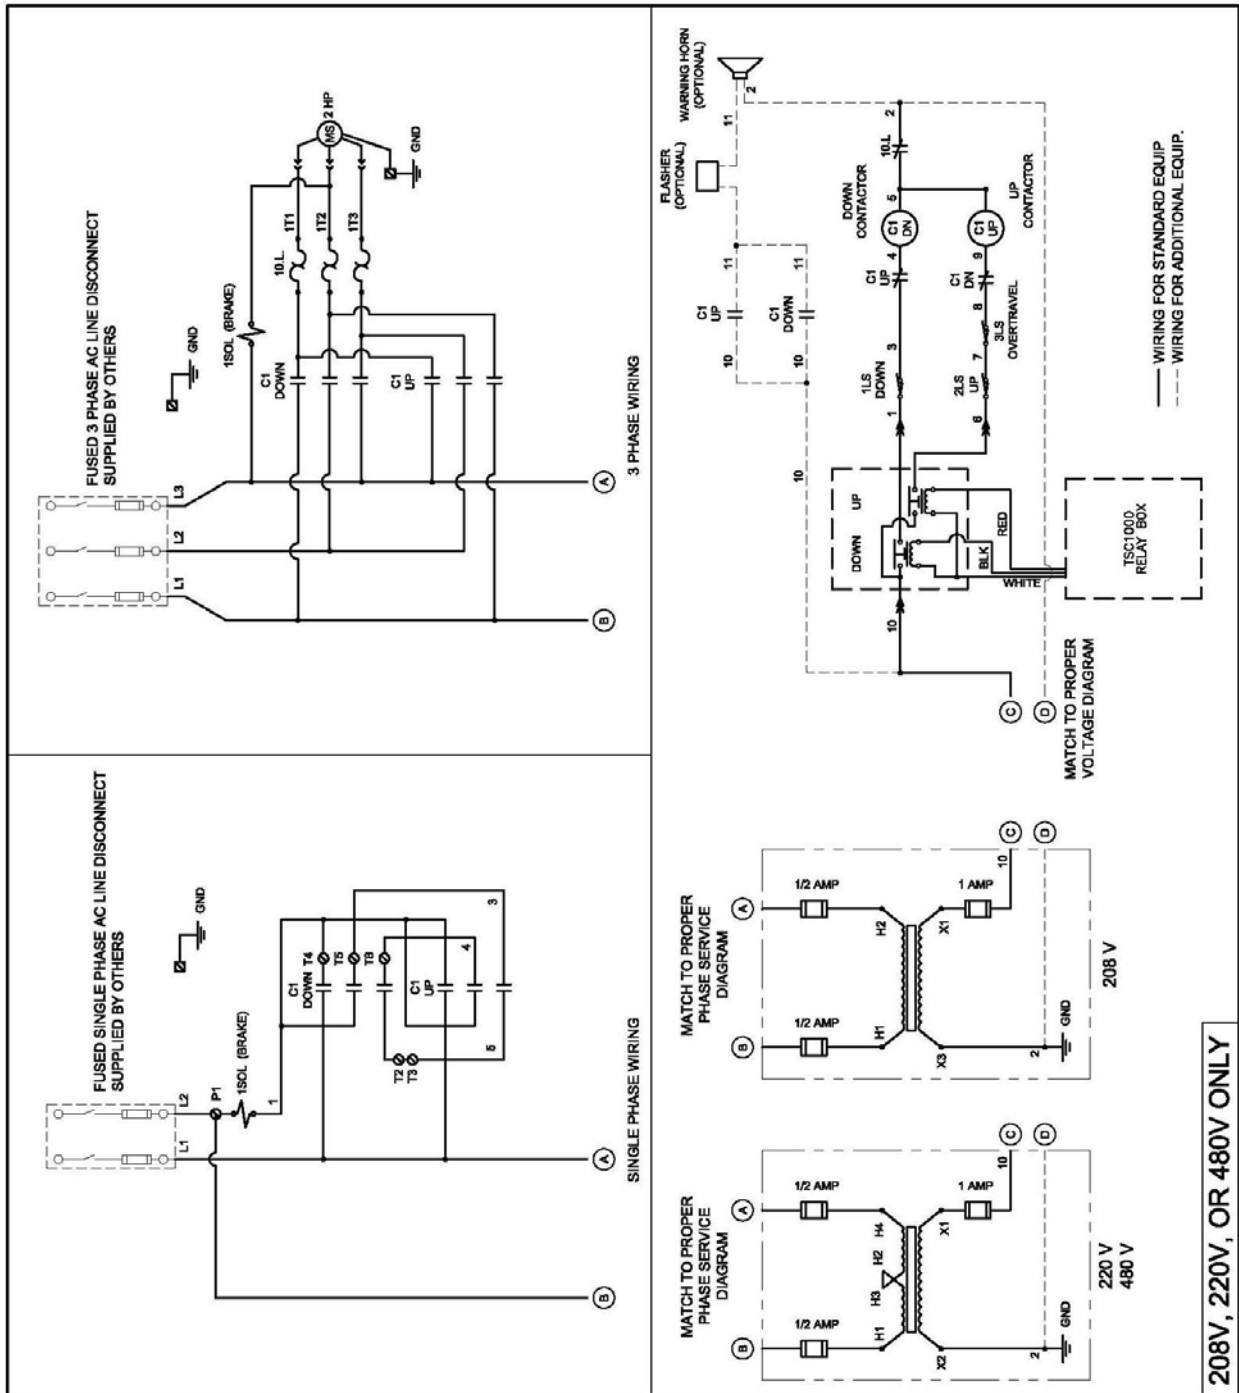 FUSED 3 PHASE AC LINE DISCONNECT
SUPPLIED BY OTHERS
L1
L2
L3
GND
1SOL (BRAKE)
C1
DOWN
C1
UP
10.L
1T1
1T2
1T3
MS
2 HP
GND
A
B
3 PHASE WIRING
FUSED SINGLE PHASE AC LINE DISCONNECT
SUPPLIED BY OTHERS
L1
L2
P1
1SOL (BRAKE)
1
GND
C1
DOWN
T4
T5
T8
C1
UP
4
3
T2
T3
5
A
B
SINGLE PHASE WIRING
WARNING HORN
(OPTIONAL)
2
11
FLASHER
(OPTIONAL)
11
11
C1
UP
C1
DOWN
10
10
10
2
10.L
5
DOWN
CONTACTOR
C1
DN
C1
UP
UP
CONTACTOR
4
9
C1
UP
C1
DN
8
3LS
OVERTRAVEL
7
3
1LS
DOWN
2LS
UP
1
6
DOWN
UP
10
BLK
RED
WHITE
TSC1000
RELAY BOX
C
D
MATCH TO PROPER
VOLTAGE DIAGRAM
WIRING FOR STANDARD EQUIP
WIRING FOR ADDITIONAL EQUIP.
MATCH TO PROPER
PHASE SERVICE
DIAGRAM
A
B
1/2 AMP
1/2 AMP
H2
H1
X1
X3
1 AMP
10
C
D
2
GND
208 V
MATCH TO PROPER
PHASE SERVICE
DIAGRAM
A
B
1/2 AMP
1/2 AMP
H4
H2
H3
H1
X1
X2
1 AMP
10
C
D
2
GND
220 V
480 V
208V, 220V, OR 480V ONLY